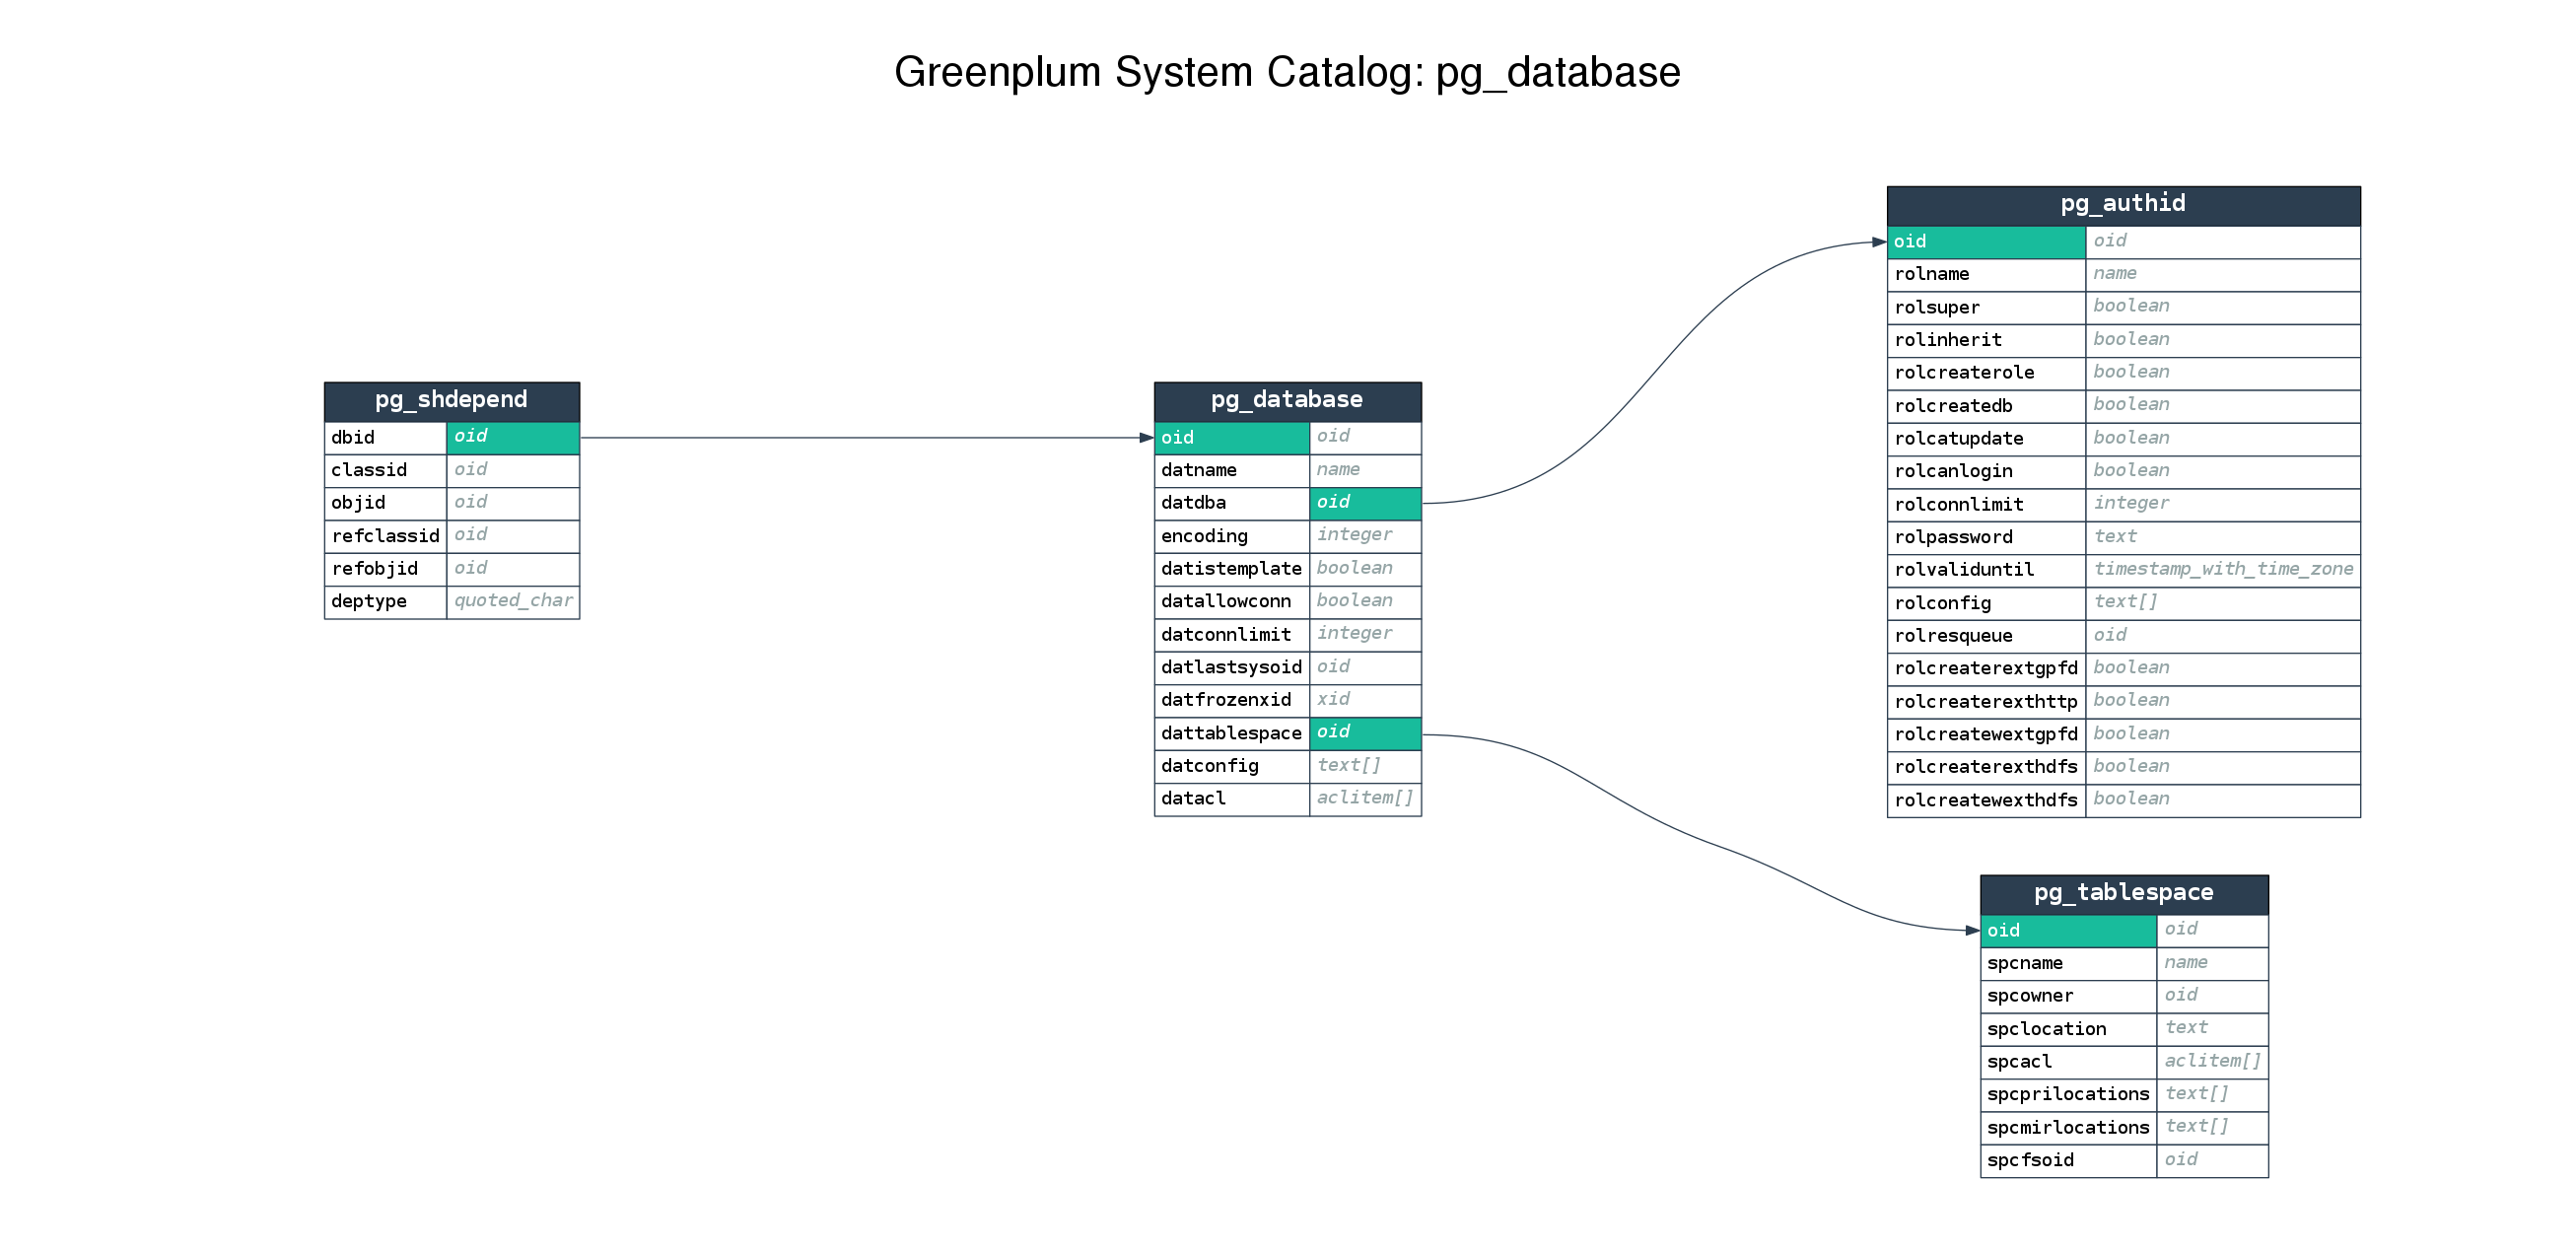 Greenplum System Catalog: pg_database
pg_shdepend
dbid oid
classid oid
objid oid
refclassid oid
refobjid oid
deptype quoted_char
pg_database
oid oid
datname name
datdba oid
encoding integer
datistemplate boolean
datallowconn boolean
datconnlimit integer
datlastsysoid oid
datfrozenxid xid
dattablespace oid
datconfig text[]
datacl aclitem[]
pg_authid
oid oid
rolname name
rolsuper boolean
rolinherit boolean
rolcreaterole boolean
rolcreatedb boolean
rolcatupdate boolean
rolcanlogin boolean
rolconnlimit integer
rolpassword text
rolvaliduntil timestamp_with_time_zone
rolconfig text[]
rolresqueue oid
rolcreaterextgpfd boolean
rolcreaterexthttp boolean
rolcreatewextgpfd boolean
rolcreaterexthdfs boolean
rolcreatewexthdfs boolean
pg_tablespace
oid oid
spcname name
spcowner oid
spclocation text
spcacl aclitem[]
spcprilocations text[]
spcmirlocations text[]
spcfsoid oid